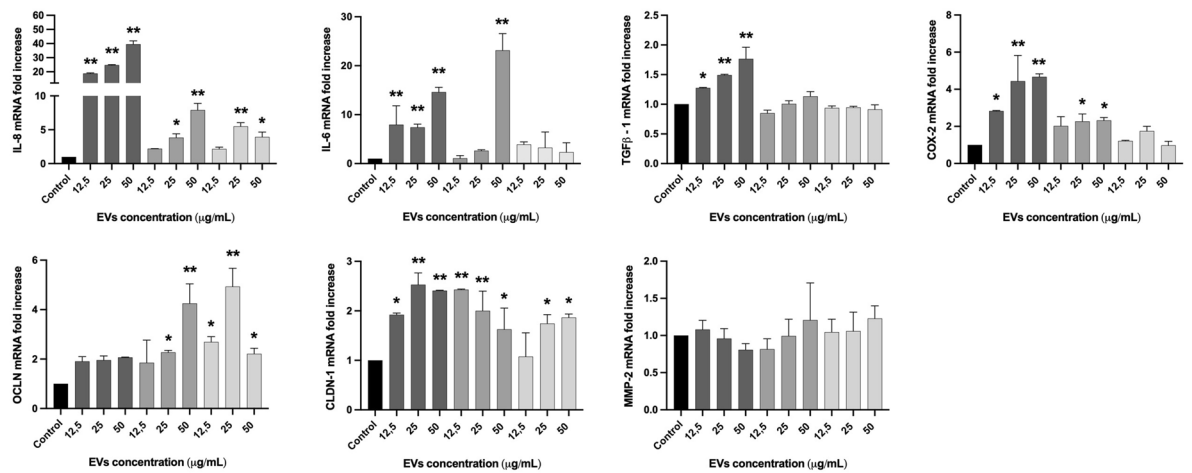 IL-8 mRNA fold increase
60
50
40
30
20
10
10
5
0
** ** ** * ** ** *
Control 12,5 25 50 12,5 25 50 12,5 25 50
EVs concentration (μg/mL)
IL-6 mRNA fold increase
30
20
10
0
** ** ** **
Control 12,5 25 50 12,5 25 50 12,5 25 50
EVs concentration (μg/mL)
TGFβ - 1 mRNA fold increase
2.5
2.0
1.5
1.0
0.5
0.0
* ** **
Control 12,5 25 50 12,5 25 50 12,5 25 50
EVs concentration (μg/mL)
COX-2 mRNA fold increase
8
6
4
2
0
* ** ** * *
Control 12,5 25 50 12,5 25 50 12,5 25 50
EVs concentration (μg/mL)
OCLN mRNA fold increase
6
4
2
0
* ** * ** *
Control 12,5 25 50 12,5 25 50 12,5 25 50
EVs concentration (μg/mL)
CLDN-1 mRNA fold increase
3
2
1
0
* ** ** ** ** * * *
Control 12,5 25 50 12,5 25 50 12,5 25 50
EVs concentration (μg/mL)
MMP-2 mRNA fold increase
2.0
1.5
1.0
0.5
0.0
Control 12,5 25 50 12,5 25 50 12,5 25 50
EVs concentration (μg/mL)